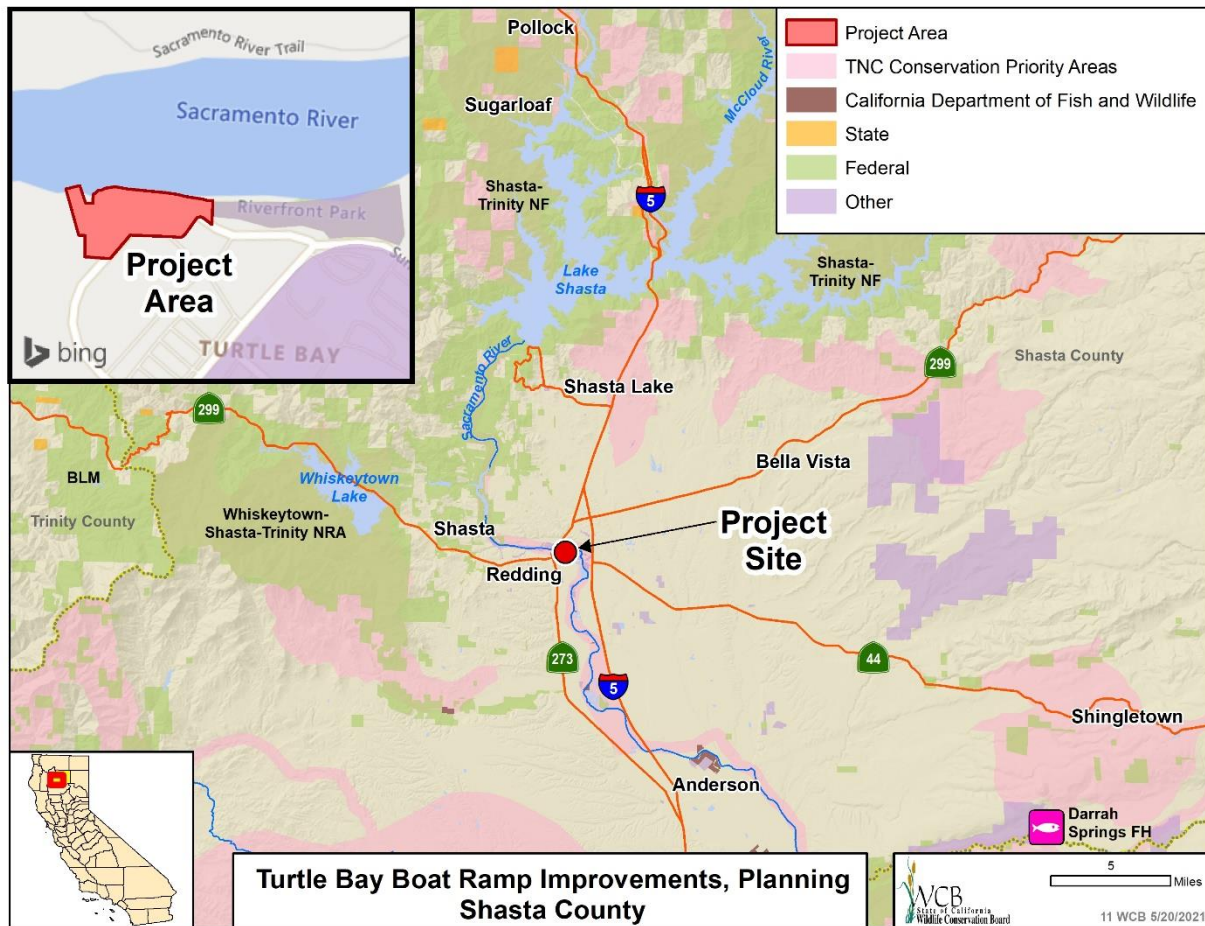 Sacramento River Trail
Sacramento River
Riverfront Park
Project
Area
TURTLE BAY
bing
Project Area
TNC Conservation Priority Areas
California Department of Fish and Wildlife
State
Federal
Other
Pollock
McCloud River
Sugarloaf
Shasta-
Trinity NF
5
Lake
Shasta
Shasta-
Trinity NF
299
Shasta County
Sacramento River
Shasta Lake
299
Bella Vista
BLM
Whiskeytown
Lake
Trinity County
Whiskeytown-
Shasta-Trinity NRA
Shasta
Project
Site
Redding
273
44
5
Shingletown
Anderson
Darrah
Springs FH
Turtle Bay Boat Ramp Improvements, Planning
Shasta County
WCB
State of California
Wildlife Conservation Board
5
Miles
11 WCB 5/20/2021